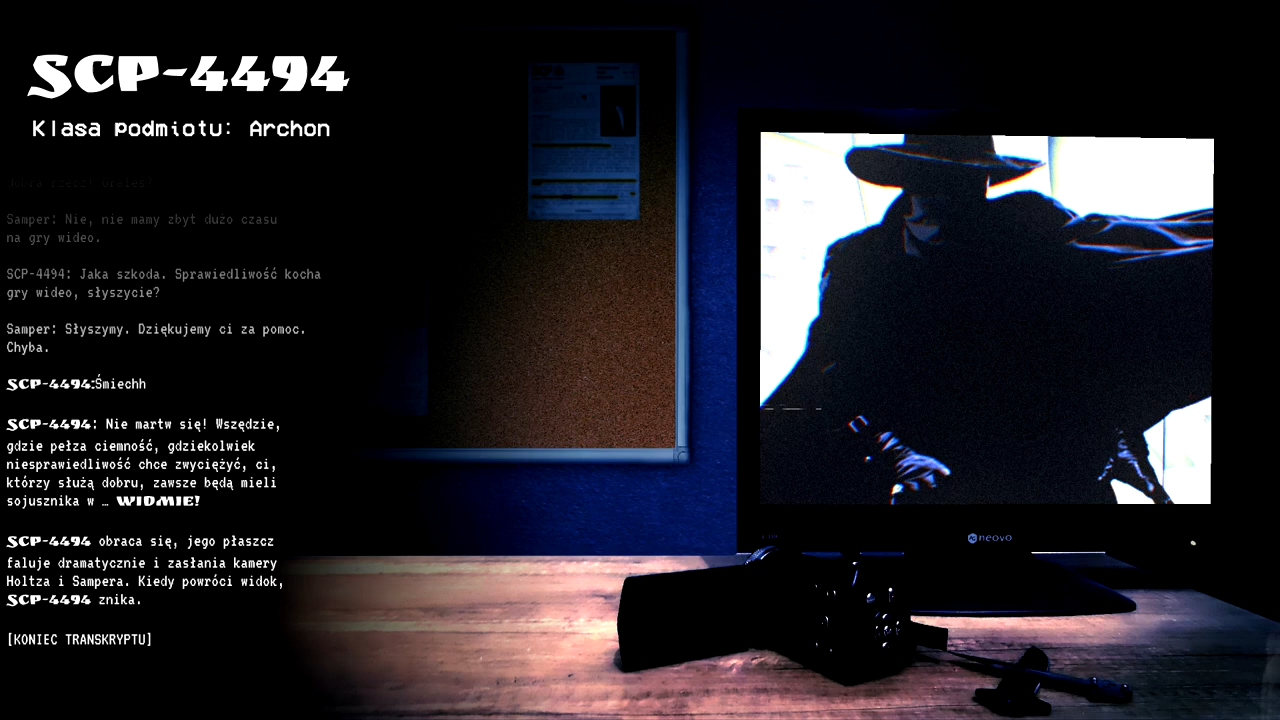 SCP-4494
Klasa podmiotu: Archon
Samper: Nie, nie mamy zbyt dużo czasu
na gry wideo.
SCP-4494: Jaka szkoda. Sprawiedliwość kocha
gry wideo, słyszycie?
Samper: Słyszymy. Dziękujemy ci za pomoc.
Chyba.
SCP-4494:Śmiechh
SCP-4494: Nie martw się! Wszędzie,
gdzie pełza ciemność, gdziekolwiek
niesprawiedliwość chce zwyciężyć, ci,
którzy służą dobru, zawsze będą mieli
sojusznika w … WIDMIE!
SCP-4494 obraca się, jego płaszcz
faluje dramatycznie i zasłania kamery
Holtza i Sampera. Kiedy powróci widok,
SCP-4494 znika.
[KONIEC TRANSKRYPTU]
neovo